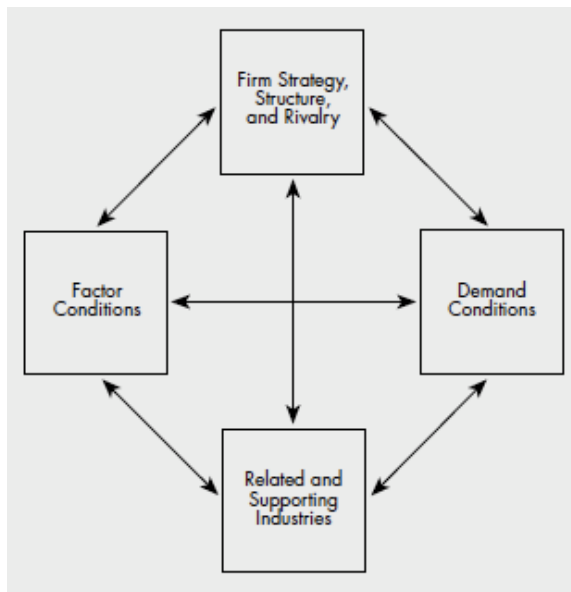 Firm Strategy,
Structure,
and Rivalry
Factor
Conditions
Demand
Conditions
Related and
Supporting
Industries